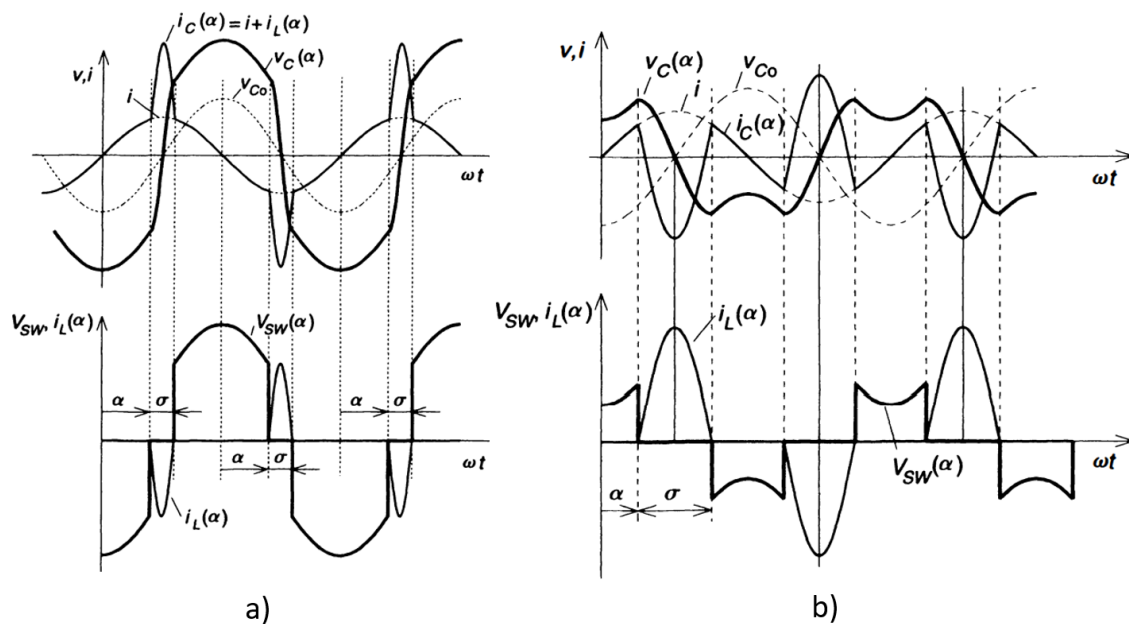 i_C(α) = i + i_L(α)
v, i
v_C(α)
i
v_Co
ωt
V_SW, i_L(α)
V_SW(α)
α
σ
α
σ
α
σ
ωt
i_L(α)
a)
v, i
v_C(α)
v_Co
i
i_C(α)
ωt
V_SW, i_L(α)
i_L(α)
V_SW(α)
ωt
α
σ
b)